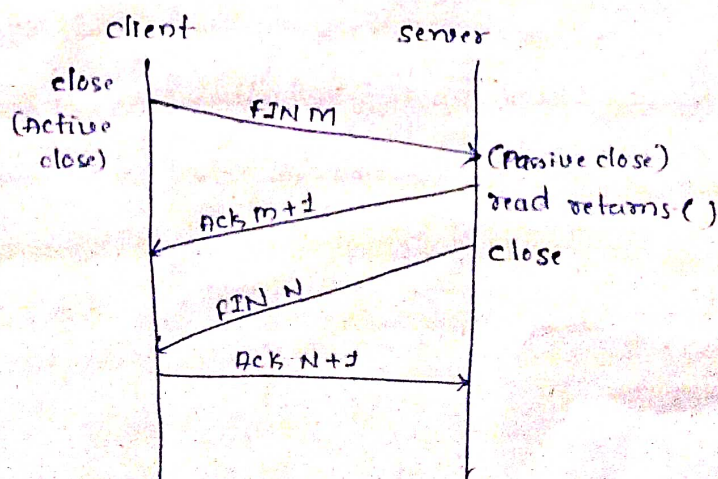 client
server
close
(Active
close)
FIN M
(Passive close)
read returns ( )
Ack m+1
close
FIN N
Ack N+1